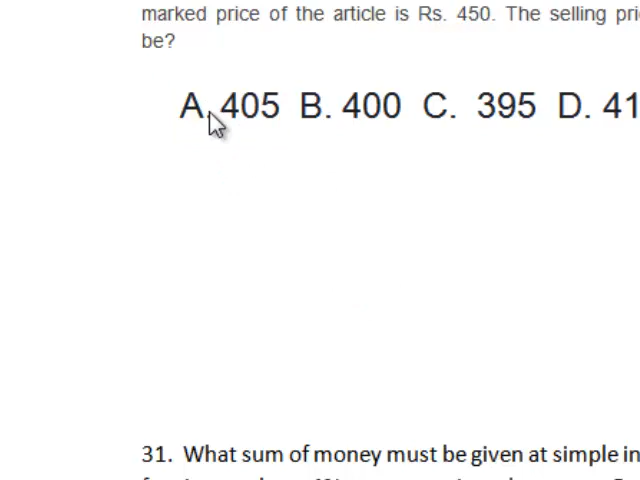 marked price of the article is Rs. 450. The selling
be?
A. 405 B. 400 C. 395 D. 41
31. What sum of money must be given at simple in